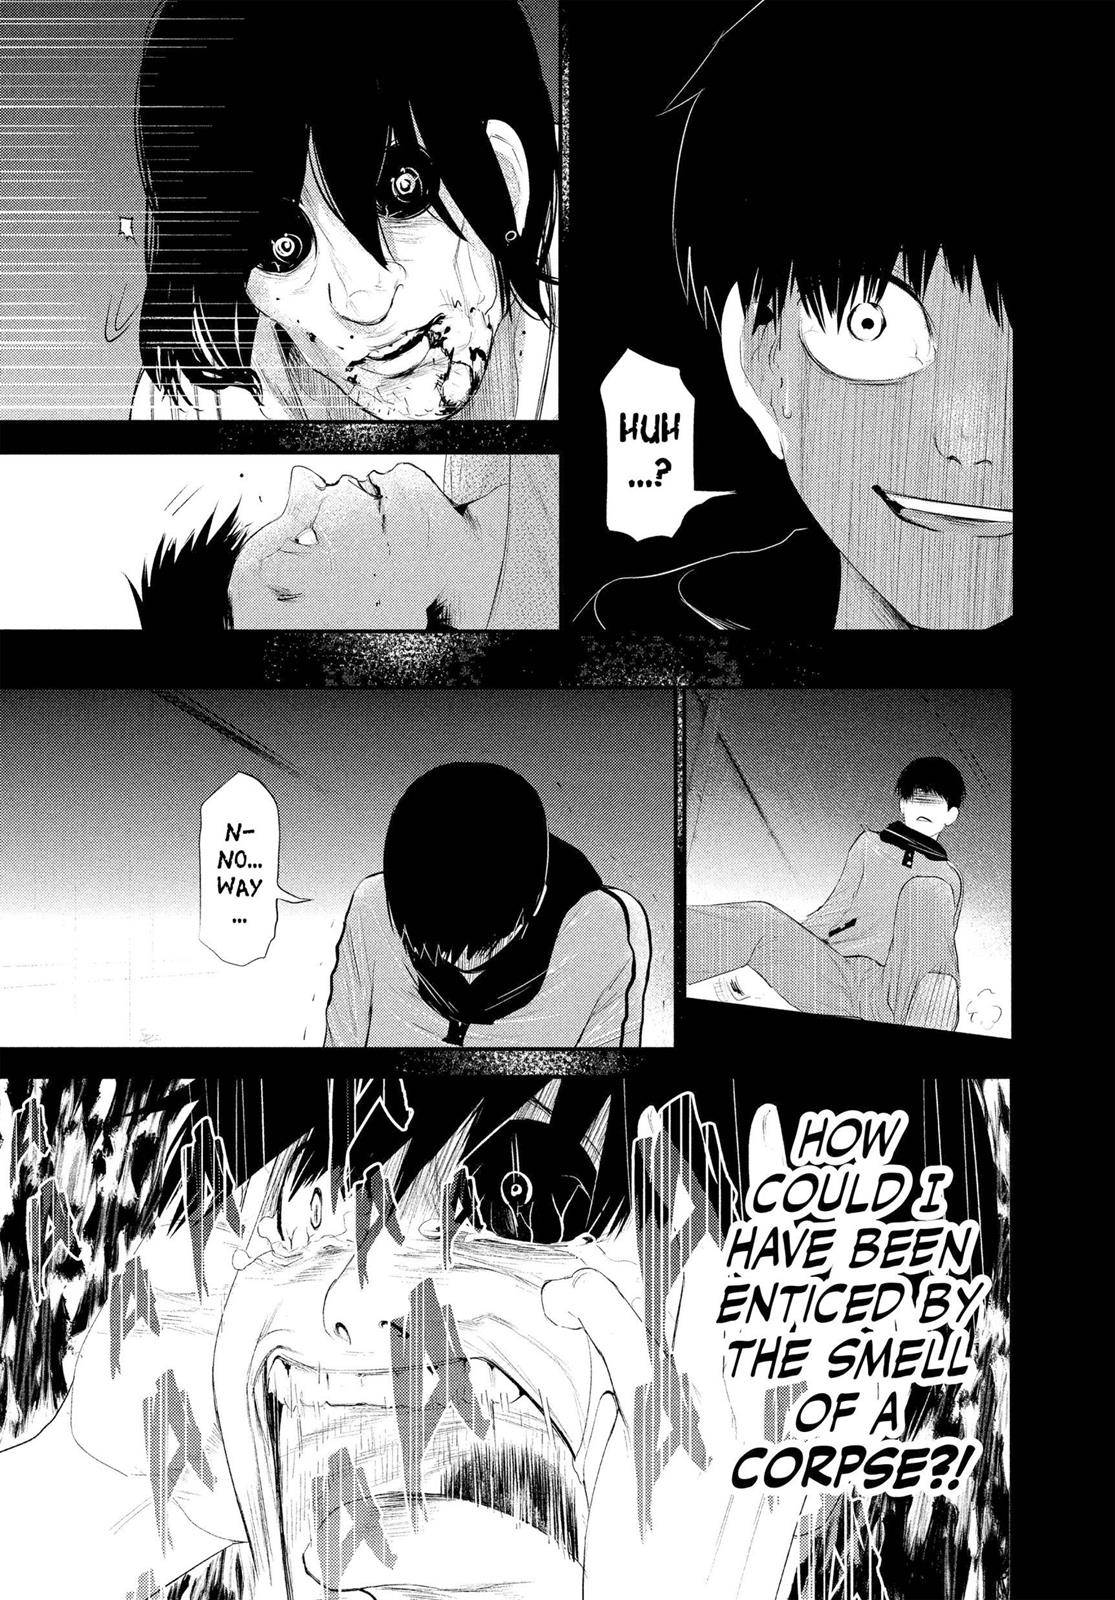 HUH
...?
N-
NO...
WAY
...
HOW
COULD I
HAVE BEEN
ENTICED BY
THE SMELL
OF A
CORPSE?!